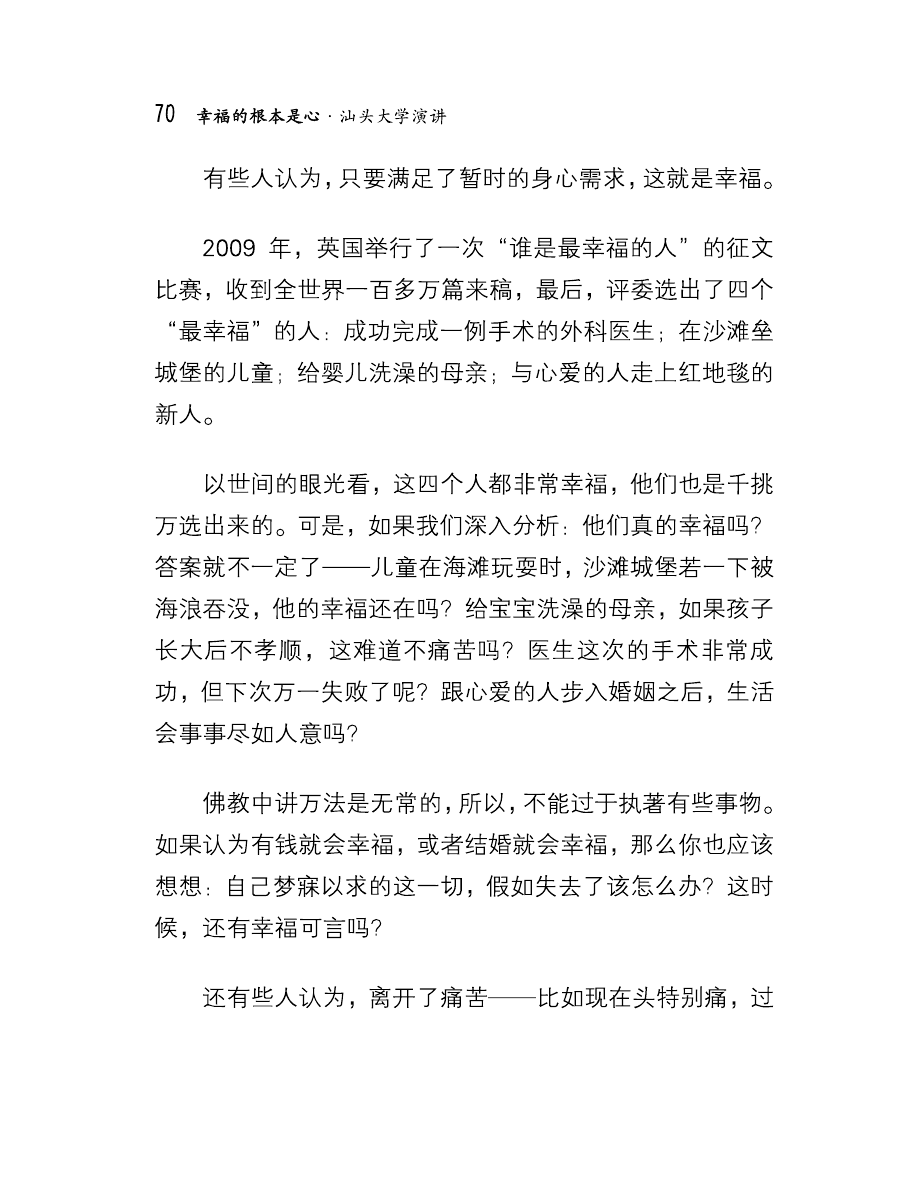 70 幸福的根本是心·汕头大学演讲
有些人认为，只要满足了暂时的身心需求，这就是幸福。
2009 年，英国举行了一次“谁是最幸福的人”的征文
比赛，收到全世界一百多万篇来稿，最后，评委选出了四个
“最幸福”的人：成功完成一例手术的外科医生；在沙滩垒
城堡的儿童；给婴儿洗澡的母亲；与心爱的人走上红地毯的
新人。
以世间的眼光看，这四个人都非常幸福，他们也是千挑
万选出来的。可是，如果我们深入分析：他们真的幸福吗？
答案就不一定了——儿童在海滩玩耍时，沙滩城堡若一下被
海浪吞没，他的幸福还在吗？给宝宝洗澡的母亲，如果孩子
长大后不孝顺，这难道不痛苦吗？医生这次的手术非常成
功，但下次万一失败了呢？跟心爱的人步入婚姻之后，生活
会事事尽如人意吗？
佛教中讲万法是无常的，所以，不能过于执著有些事物。
如果认为有钱就会幸福，或者结婚就会幸福，那么你也应该
想想：自己梦寐以求的这一切，假如失去了该怎么办？这时
候，还有幸福可言吗？
还有些人认为，离开了痛苦——比如现在头特别痛，过